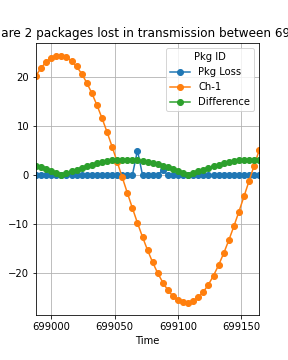 are 2 packages lost in transmission between 69
Pkg ID
Pkg Loss
Ch-1
Difference
20
10
0
−10
−20
699000
699050
699100
699150
Time